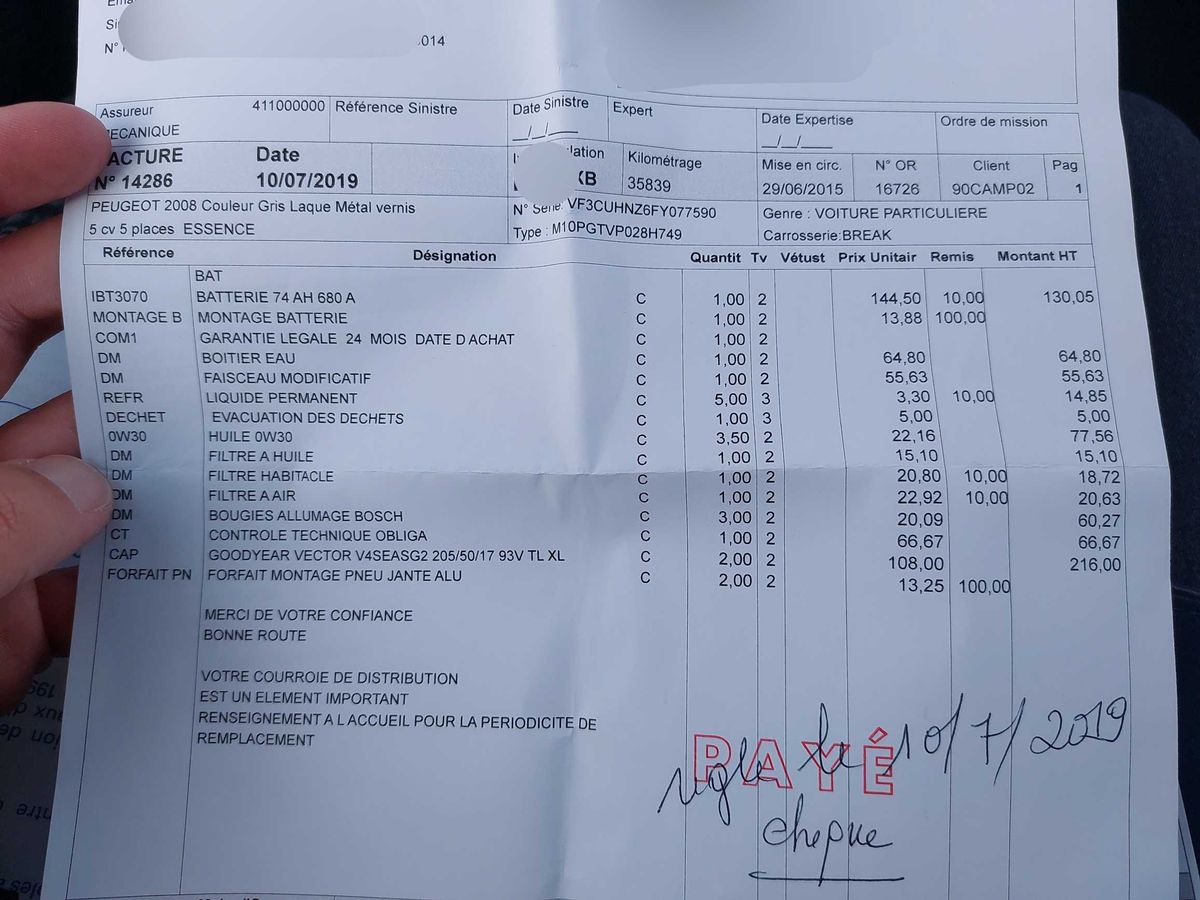 014
Assureur 411000000 Référence Sinistre Date Sinistre Expert Date Expertise Ordre de mission
ECANIQUE __/__/____ __/__/____
ACTURE Date lation Kilométrage Mise en circ. N° OR Client Pag
N° 14286 10/07/2019 KB 35839 29/06/2015 16726 90CAMP02 1
PEUGEOT 2008 Couleur Gris Laque Métal vernis N° Série: VF3CUHNZ6FY077590 Genre : VOITURE PARTICULIERE
5 cv 5 places ESSENCE Type : M10PGTVP028H749 Carrosserie:BREAK
Référence Désignation Quantit Tv Vétust Prix Unitair Remis Montant HT
BAT
IBT3070 BATTERIE 74 AH 680 A C 1,00 2 144,50 10,00 130,05
MONTAGE B MONTAGE BATTERIE C 1,00 2 13,88 100,00
COM1 GARANTIE LEGALE 24 MOIS DATE D ACHAT C 1,00 2
DM BOITIER EAU C 1,00 2 64,80 64,80
DM FAISCEAU MODIFICATIF C 1,00 2 55,63 55,63
REFR LIQUIDE PERMANENT C 5,00 3 3,30 10,00 14,85
DECHET EVACUATION DES DECHETS C 1,00 3 5,00 5,00
0W30 HUILE 0W30 C 3,50 2 22,16 77,56
DM FILTRE A HUILE C 1,00 2 15,10 15,10
DM FILTRE HABITACLE C 1,00 2 20,80 10,00 18,72
DM FILTRE A AIR C 1,00 2 22,92 10,00 20,63
DM BOUGIES ALLUMAGE BOSCH C 3,00 2 20,09 60,27
CT CONTROLE TECHNIQUE OBLIGA C 1,00 2 66,67 66,67
CAP GOODYEAR VECTOR V4SEASG2 205/50/17 93V TL XL C 2,00 2 108,00 216,00
FORFAIT PN FORFAIT MONTAGE PNEU JANTE ALU C 2,00 2 13,25 100,00
MERCI DE VOTRE CONFIANCE
BONNE ROUTE
VOTRE COURROIE DE DISTRIBUTION
EST UN ELEMENT IMPORTANT
RENSEIGNEMENT A L ACCUEIL POUR LA PERIODICITE DE
REMPLACEMENT
PAYÉ
réglé le 10/7/2019
chèque